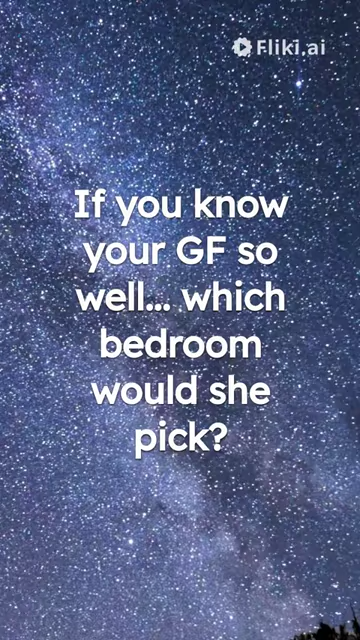 Fliki.ai
If you know
your GF so
well... which
bedroom
would she
pick?